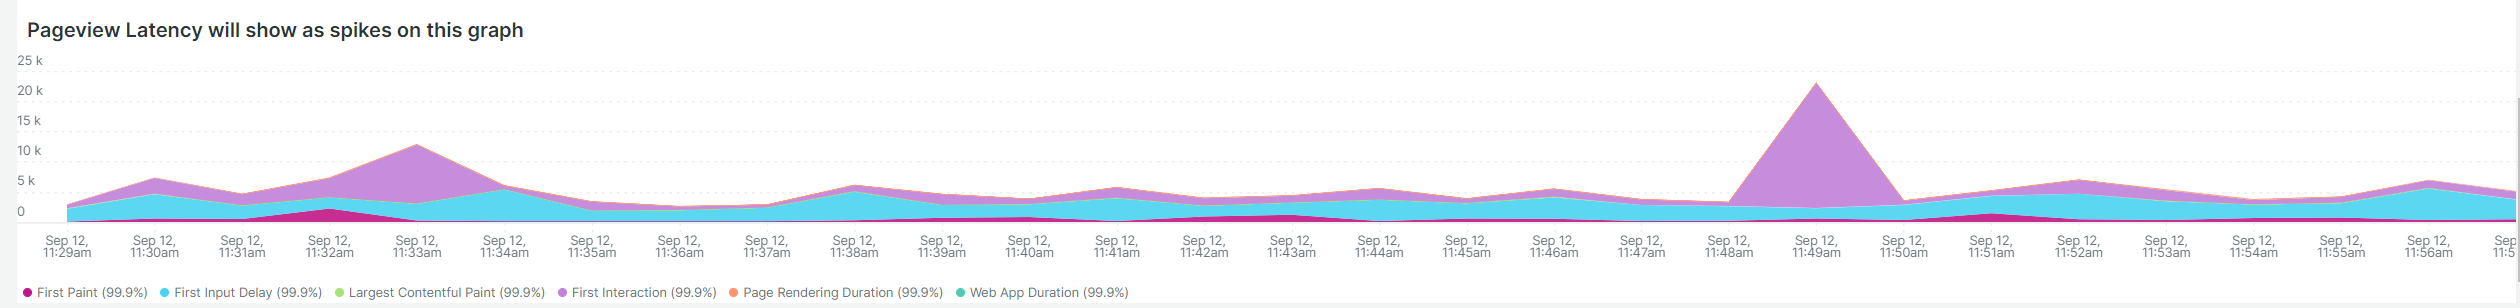 Pageview Latency will show as spikes on this graph
25 k
20 k
15 k
10 k
5 k
0
Sep 12, 11:29am
Sep 12, 11:30am
Sep 12, 11:31am
Sep 12, 11:32am
Sep 12, 11:33am
Sep 12, 11:34am
Sep 12, 11:35am
Sep 12, 11:36am
Sep 12, 11:37am
Sep 12, 11:38am
Sep 12, 11:39am
Sep 12, 11:40am
Sep 12, 11:41am
Sep 12, 11:42am
Sep 12, 11:43am
Sep 12, 11:44am
Sep 12, 11:45am
Sep 12, 11:46am
Sep 12, 11:47am
Sep 12, 11:48am
Sep 12, 11:49am
Sep 12, 11:50am
Sep 12, 11:51am
Sep 12, 11:52am
Sep 12, 11:53am
Sep 12, 11:54am
Sep 12, 11:55am
Sep 12, 11:56am
Sep 
11:5
First Paint (99.9%) First Input Delay (99.9%) Largest Contentful Paint (99.9%) First Interaction (99.9%) Page Rendering Duration (99.9%) Web App Duration (99.9%)